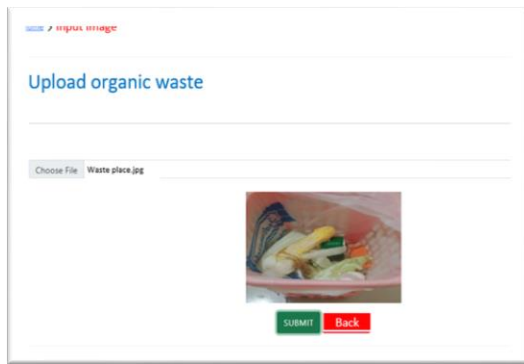 Input image
Upload organic waste
Choose File Waste place.jpg
SUBMIT Back